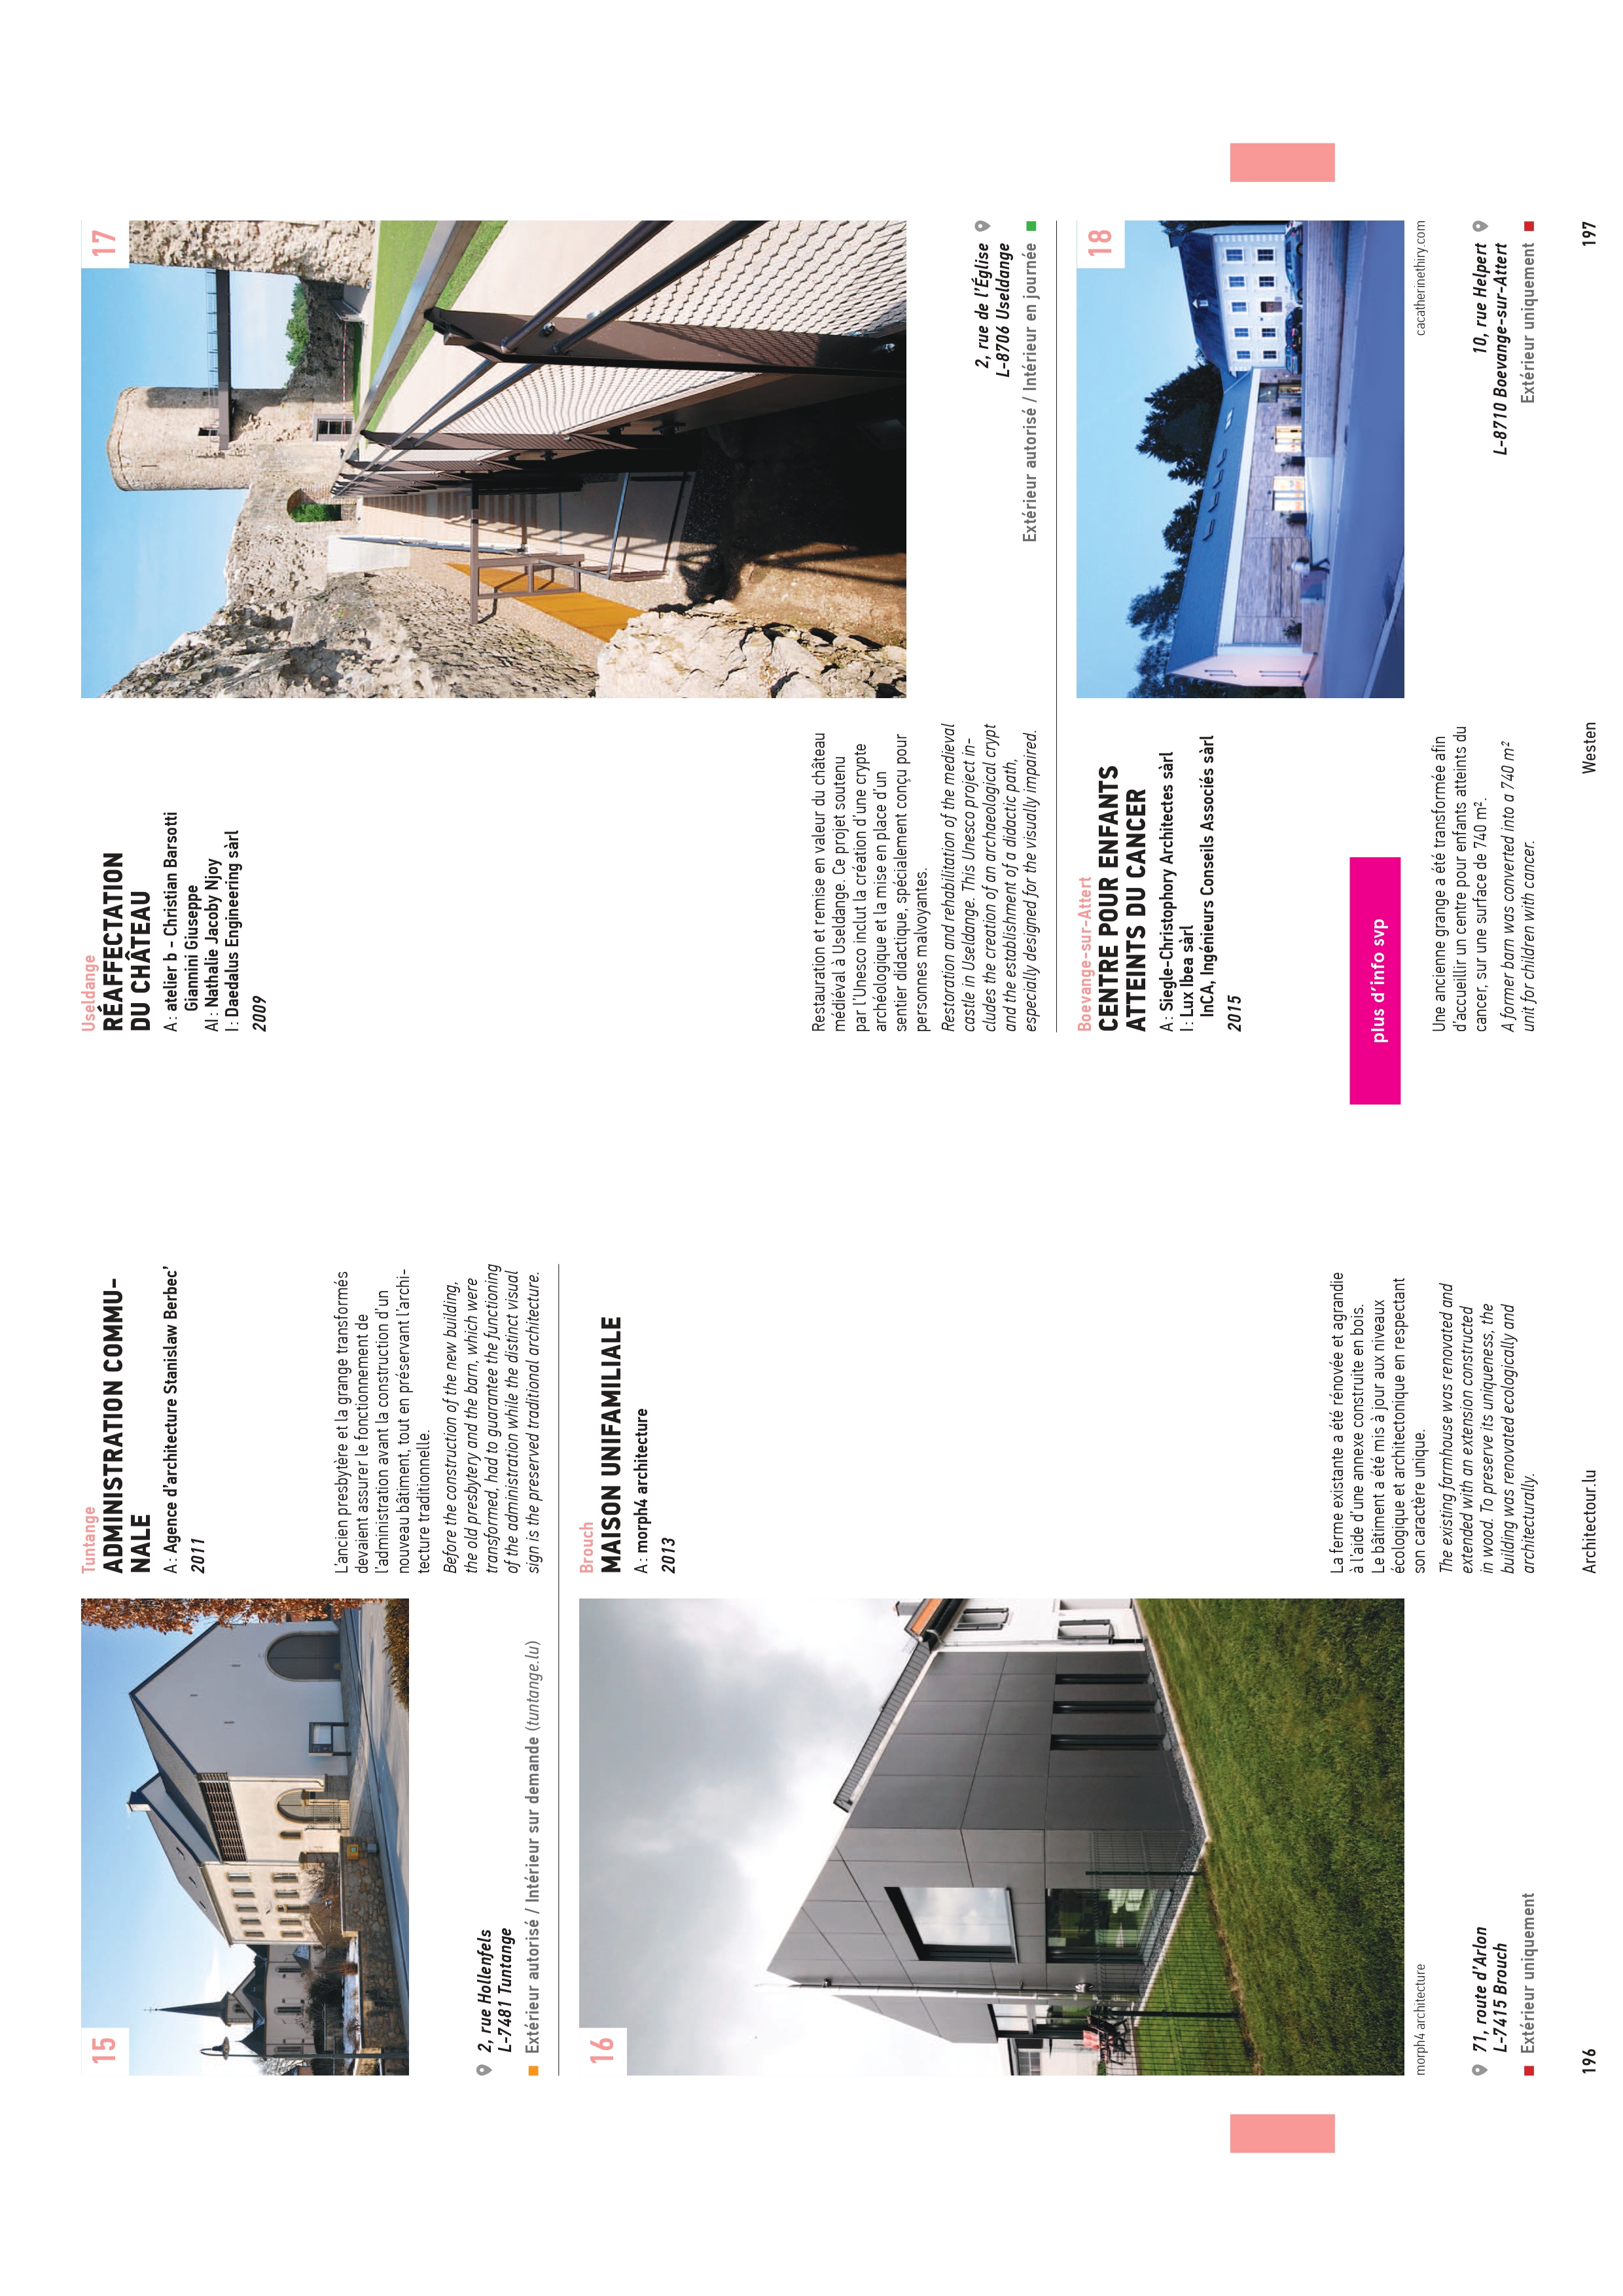 15
Tuntange
ADMINISTRATION COMMU-
NALE
A : Agence d’architecture Stanislaw Berbec’
2011
L’ancien presbytère et la grange transformés
devaient assurer le fonctionnement de
l’administration avant la construction d’un
nouveau bâtiment, tout en préservant l’archi-
tecture traditionnelle.
Before the construction of the new building,
the old presbytery and the barn, which were
transformed, had to guarantee the functioning
of the administration while the distinct visual
sign is the preserved traditional architecture.
2, rue Hollenfels
L-7481 Tuntange
Extérieur autorisé / Intérieur sur demande (tuntange.lu)
16
Brouch
MAISON UNIFAMILIALE
A : morph4 architecture
2013
La ferme existante a été rénovée et agrandie
à l’aide d’une annexe construite en bois.
Le bâtiment a été mis à jour aux niveaux
écologique et architectonique en respectant
son caractère unique.
The existing farmhouse was renovated and
extended with an extension constructed
in wood. To preserve its uniqueness, the
building was renovated ecologically and
architecturally.
morph4 architecture
71, route d’Arlon
L-7415 Brouch
Extérieur uniquement
196
Architectour.lu
Useldange
RÉAFFECTATION
DU CHÂTEAU
A : atelier b - Christian Barsotti
Giannini Giuseppe
AI : Nathalie Jacoby Njoy
I : Daedalus Engineering sàrl
2009
17
Restauration et remise en valeur du château
médiéval à Useldange. Ce projet soutenu
par l’Unesco inclut la création d’une crypte
archéologique et la mise en place d’un
sentier didactique, spécialement conçu pour
personnes malvoyantes.
Restoration and rehabilitation of the medieval
castle in Useldange. This Unesco project in-
cludes the creation of an archaeological crypt
and the establishment of a didactic path,
especially designed for the visually impaired.
2, rue de l’Église
L-8706 Useldange
Extérieur autorisé / Intérieur en journée
Boevange-sur-Attert
CENTRE POUR ENFANTS
ATTEINTS DU CANCER
A : Siegle-Christophory Architectes sàrl
I : Lux Ibea sàrl
InCA, Ingénieurs Conseils Associés sàrl
2015
18
plus d’info svp
Une ancienne grange a été transformée afin
d’accueillir un centre pour enfants atteints du
cancer, sur une surface de 740 m².
A former barn was converted into a 740 m²
unit for children with cancer.
cacatherinethiry.com
10, rue Helpert
L-8710 Boevange-sur-Attert
Extérieur uniquement
Westen
197